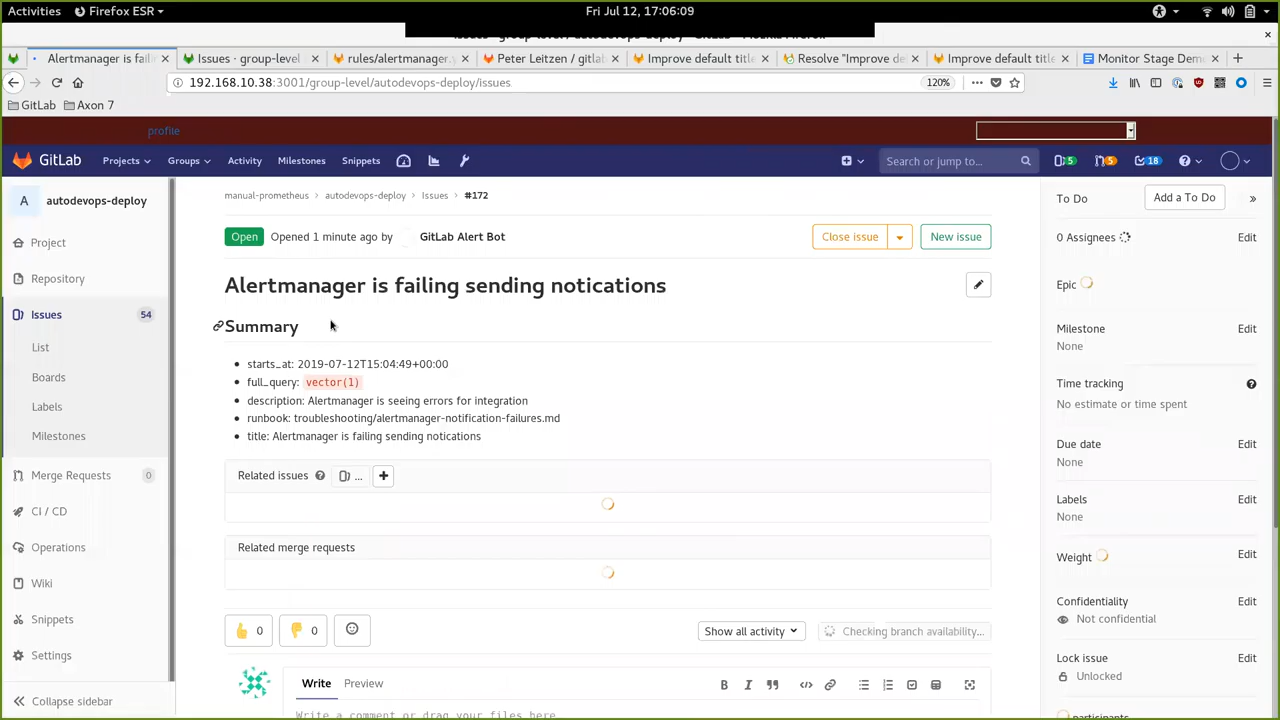 Activities Firefox ESR Fri Jul 12, 17:06:09
Alertmanager is faili Issues · group-level rules/alertmanager.y Peter Leitzen / gitlab Improve default title Resolve "Improve de Improve default title Monitor Stage Demo
192.168.10.38:3001/group-level/autodevops-deploy/issues 120%
GitLab Axon 7
profile
GitLab Projects Groups Activity Milestones Snippets Search or jump to... 5 5 18
A autodevops-deploy
Project
Repository
Issues 54
List
Boards
Labels
Milestones
Merge Requests 0
CI / CD
Operations
Wiki
Snippets
Settings
Collapse sidebar
manual-prometheus > autodevops-deploy > Issues > #172
Open Opened 1 minute ago by GitLab Alert Bot Close issue New issue
Alertmanager is failing sending notications
Summary
• starts_at: 2019-07-12T15:04:49+00:00
• full_query: vector(1)
• description: Alertmanager is seeing errors for integration
• runbook: troubleshooting/alertmanager-notification-failures.md
• title: Alertmanager is failing sending notications
Related issues ...
Related merge requests
0 0 Show all activity Checking branch availability...
Write Preview
Write a comment or drag your files here
To Do Add a To Do »
0 Assignees Edit
Epic
Milestone Edit
None
Time tracking
No estimate or time spent
Due date Edit
None
Labels Edit
None
Weight Edit
Confidentiality Edit
Not confidential
Lock issue Edit
Unlocked
participants